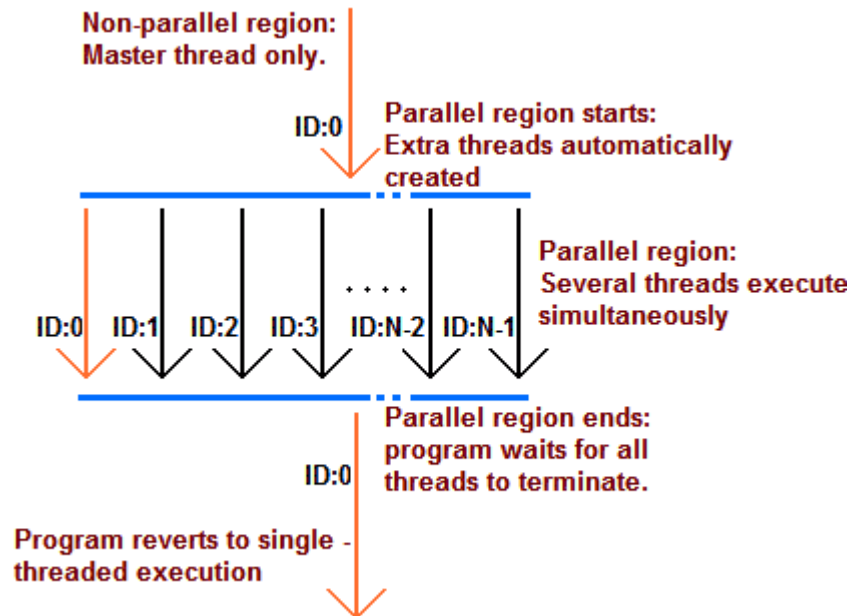 Non-parallel region:
Master thread only.
ID:0
Parallel region starts:
Extra threads automatically
created
Parallel region:
Several threads execute
simultaneously
ID:0 ID:1 ID:2 ID:3 .... ID:N-2 ID:N-1
Parallel region ends:
program waits for all
threads to terminate.
ID:0
Program reverts to single -
threaded execution